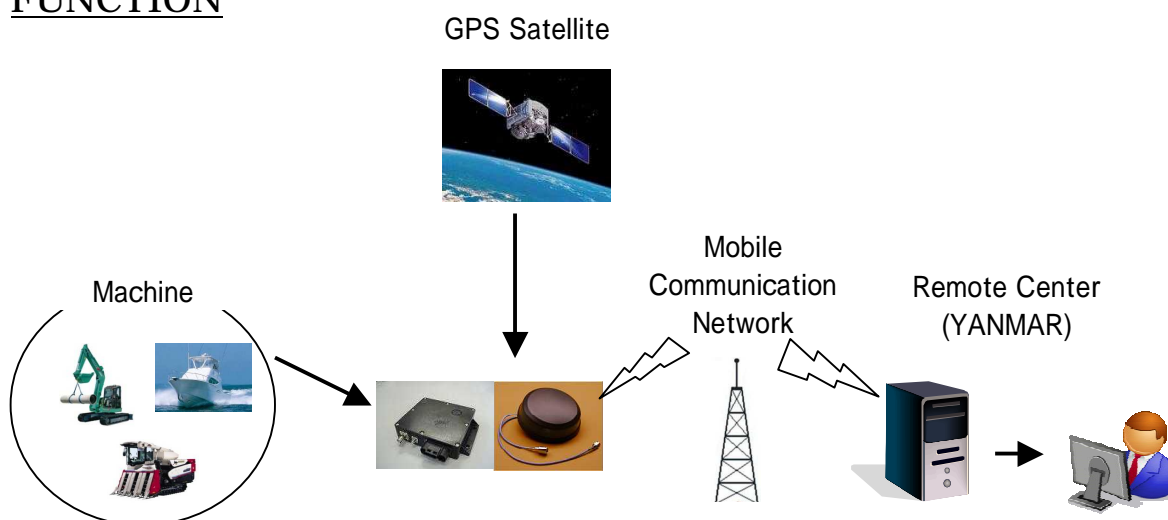 FUNCTION
GPS Satellite
Mobile
Communication
Network
Machine
Remote Center
(YANMAR)